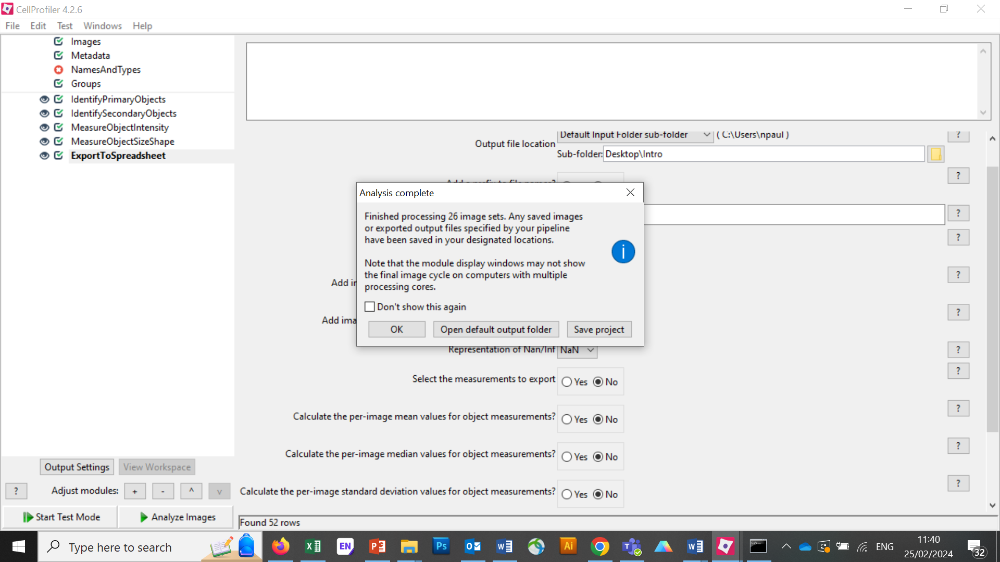 CellProfiler 4.2.6
File Edit Test Windows Help
Images
Metadata
NamesAndTypes
Groups
IdentifyPrimaryObjects
IdentifySecondaryObjects
MeasureObjectIntensity
MeasureObjectSizeShape
ExportToSpreadsheet
Output file location Default Input Folder sub-folder ( C:\Users\npaul ) ?
Sub-folder: Desktop\Intro
?
Analysis complete
Finished processing 26 image sets. Any saved images
or exported output files specified by your pipeline
have been saved in your designated locations.
Note that the module display windows may not show
the final image cycle on computers with multiple
processing cores.
Don't show this again
OK Open default output folder Save project
?
?
Add ?
Add ima ?
Representation of Nan/Inf NaN ?
Select the measurements to export Yes No ?
Calculate the per-image mean values for object measurements? Yes No ?
Calculate the per-image median values for object measurements? Yes No ?
Calculate the per-image standard deviation values for object measurements? Yes No ?
Output Settings View Workspace
? Adjust modules: + - ^ v
Start Test Mode Analyze Images
Found 52 rows
Type here to search
EN
Ps
Ai
ENG
11:40
25/02/2024
32